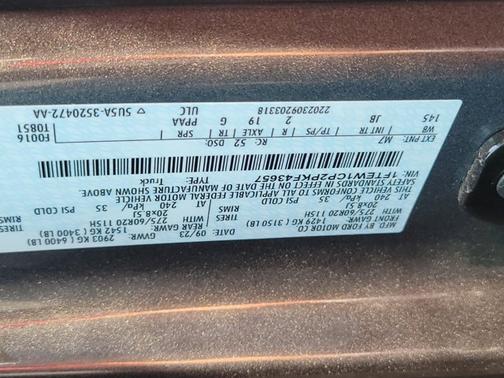 MFD. BY FORD MOTOR CO.
DATE: 09/23 GVWR: 2903 KG ( 6400 LB)
FRONT GAWR: 1429 KG ( 3150 LB) REAR GAWR: 1542 KG ( 3400 LB)
WITH 275/60R20 115H TIRES WITH 275/60R20 115H TIRES
20x8.5J RIMS 20x8.5J RIMS
AT 240 kPa/ 35 PSI COLD AT 240 kPa/ 35 PSI COLD
THIS VEHICLE CONFORMS TO ALL APPLICABLE FEDERAL MOTOR VEHICLE
SAFETY STANDARDS IN EFFECT ON THE DATE OF MANUFACTURE SHOWN ABOVE.
VIN: 1FTEW1CP2PKE43657 TYPE: Truck
EXT PNT: M7 RC: 52 DSO: F0016
WB INT TR TP/PS R AXLE TR SPR T0851
145 JB 2 19 G PPAA
2202309203318 ULC ▽ 5U5A-3520472-AA